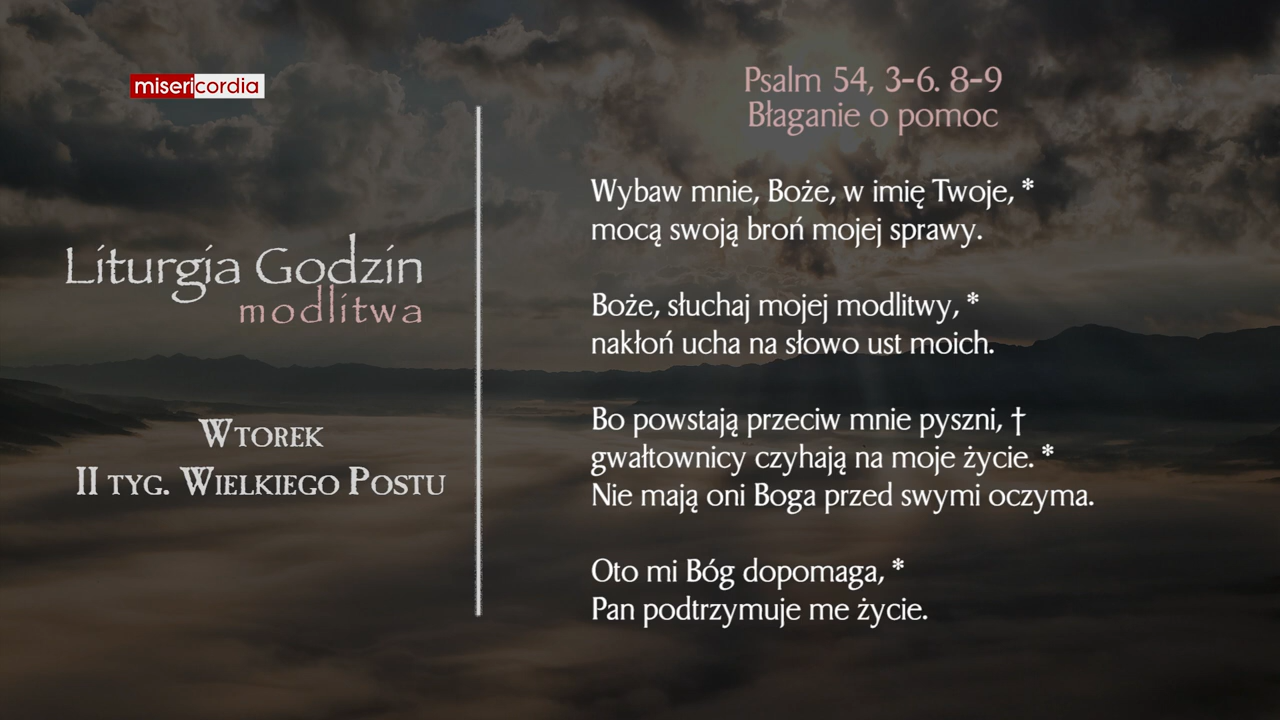 misericordia
Liturgia Godzin
modlitwa
Wtorek
II tyg. Wielkiego Postu
Psalm 54, 3-6. 8-9
Błaganie o pomoc
Wybaw mnie, Boże, w imię Twoje, *
mocą swoją broń mojej sprawy.
Boże, słuchaj mojej modlitwy, *
nakłoń ucha na słowo ust moich.
Bo powstają przeciw mnie pyszni, †
gwałtownicy czyhają na moje życie. *
Nie mają oni Boga przed swymi oczyma.
Oto mi Bóg dopomaga, *
Pan podtrzymuje me życie.